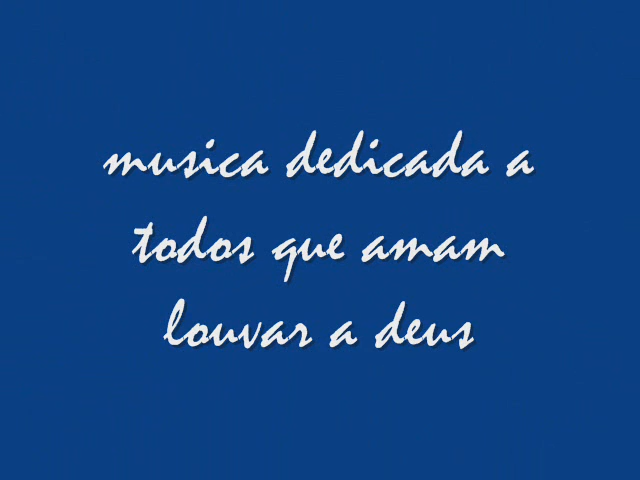 musica dedicada a
todos que amam
louvar a deus